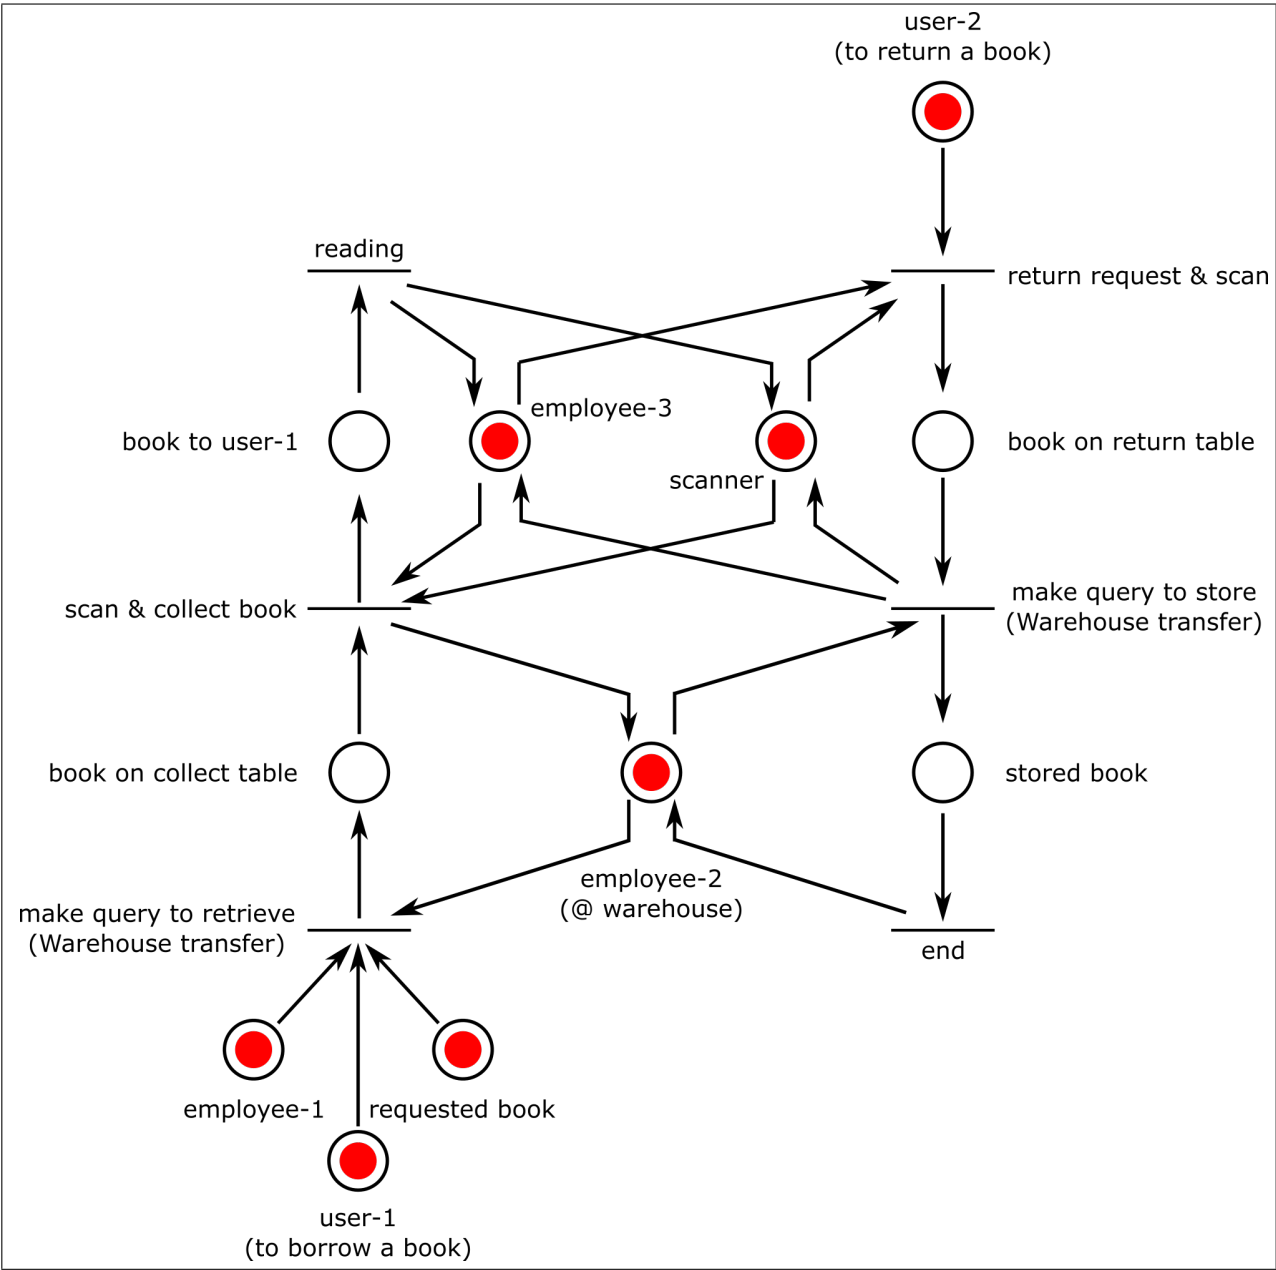 user-2
(to return a book)
reading
return request & scan
employee-3
book to user-1
book on return table
scanner
scan & collect book
make query to store
(Warehouse transfer)
book on collect table
stored book
employee-2
(@ warehouse)
make query to retrieve
(Warehouse transfer)
end
employee-1
requested book
user-1
(to borrow a book)